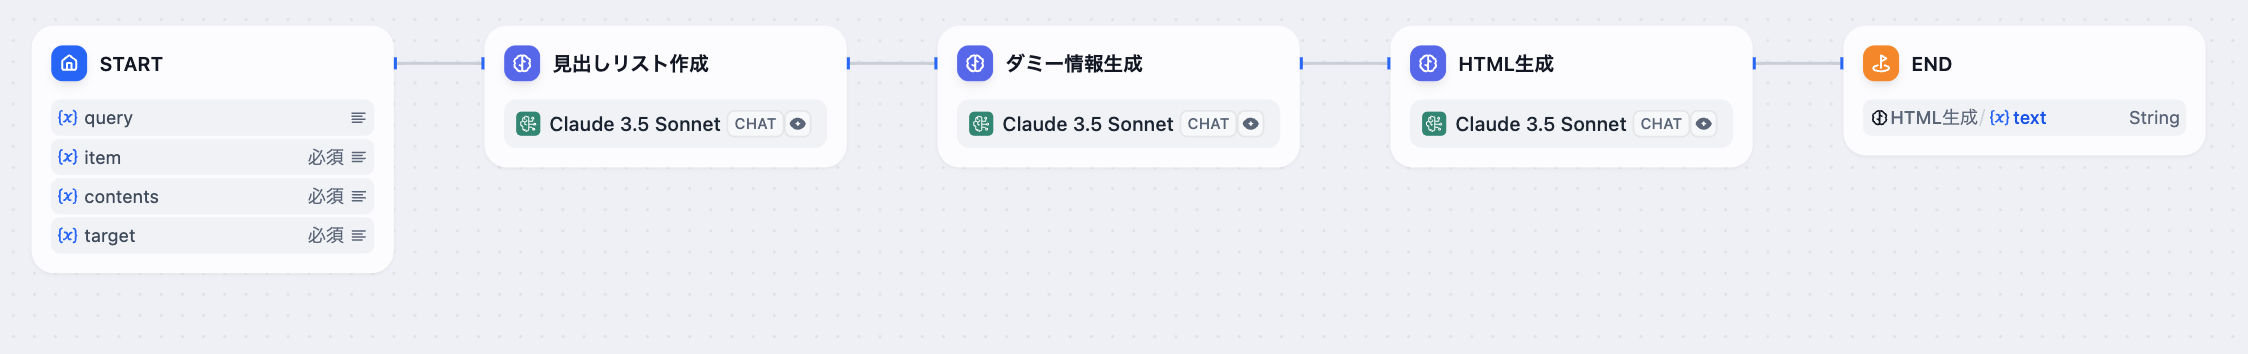 START
{x} query
{x} item 必須
{x} contents 必須
{x} target 必須
見出しリスト作成
Claude 3.5 Sonnet CHAT
ダミー情報生成
Claude 3.5 Sonnet CHAT
HTML生成
Claude 3.5 Sonnet CHAT
END
HTML生成/{x} text String